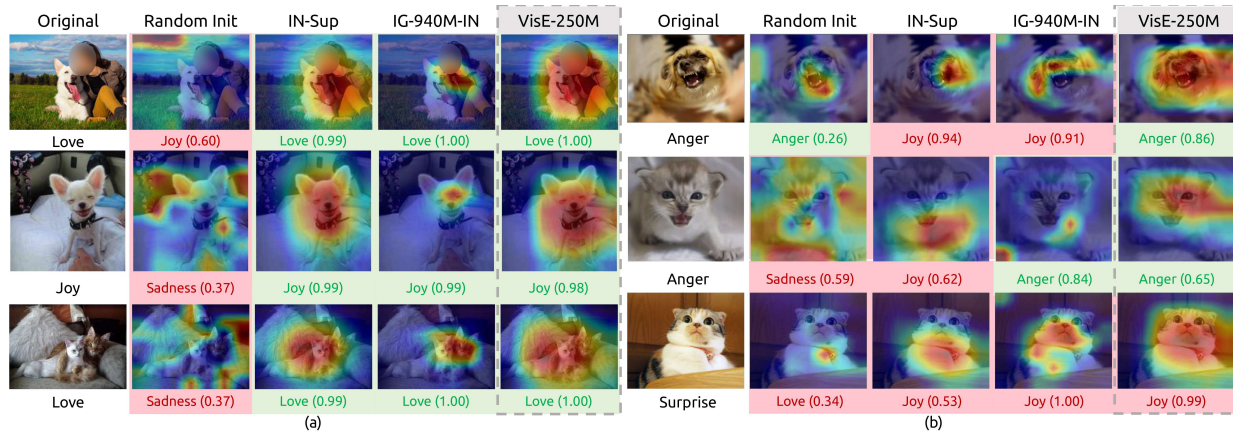 Original Random Init IN-Sup IG-940M-IN VisE-250M
Love Joy (0.60) Love (0.99) Love (1.00) Love (1.00)
Joy Sadness (0.37) Joy (0.99) Joy (0.99) Joy (0.98)
Love Sadness (0.37) Love (0.99) Love (1.00) Love (1.00)
(a)
Original Random Init IN-Sup IG-940M-IN VisE-250M
Anger Anger (0.26) Joy (0.94) Joy (0.91) Anger (0.86)
Anger Sadness (0.59) Joy (0.62) Anger (0.84) Anger (0.65)
Surprise Love (0.34) Joy (0.53) Joy (1.00) Joy (0.99)
(b)